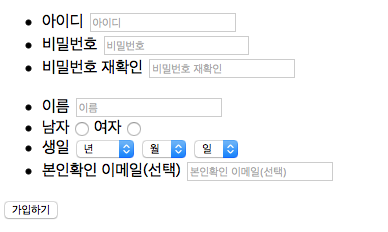 아이디 아이디
비밀번호 비밀번호
비밀번호 재확인 비밀번호 재확인
이름 이름
남자 여자
생일 년 월 일
본인확인 이메일(선택) 본인확인 이메일(선택)
가입하기